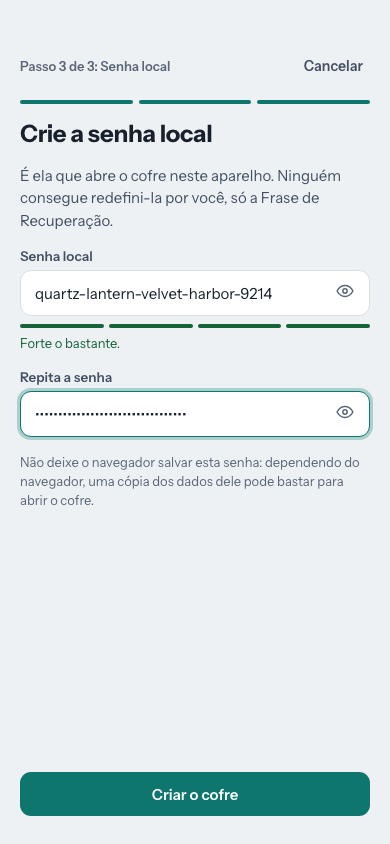 Passo 3 de 3: Senha local
Cancelar
Crie a senha local
É ela que abre o cofre neste aparelho. Ninguém
consegue redefini-la por você, só a Frase de
Recuperação.
Senha local
quartz-lantern-velvet-harbor-9214
Forte o bastante.
Repita a senha
Não deixe o navegador salvar esta senha: dependendo do
navegador, uma cópia dos dados dele pode bastar para
abrir o cofre.
Criar o cofre